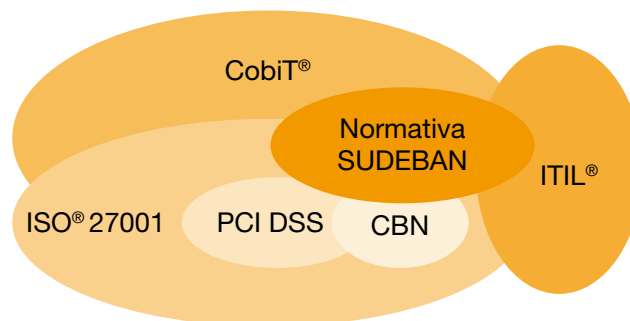 CobiT®
Normativa
SUDEBAN
ITIL®
ISO® 27001
PCI DSS
CBN